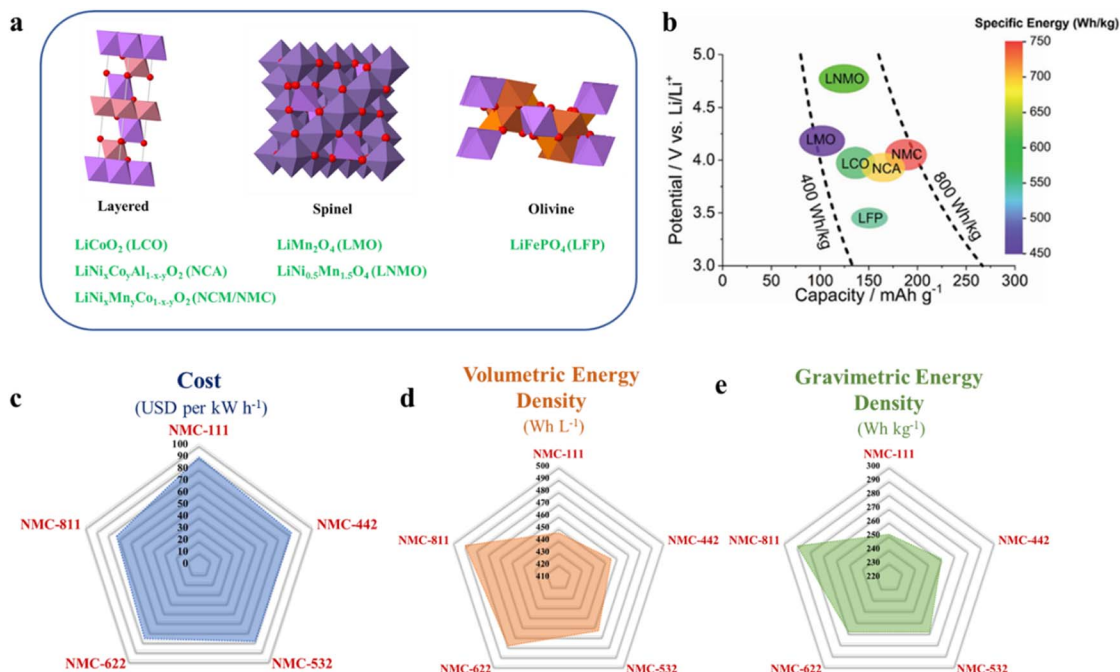 a
Layered
Spinel
Olivine
LiCoO₂ (LCO)
LiNiₓCoᵧAl₁₋ₓ₋ᵧO₂ (NCA)
LiNiₓMnᵧCo₁₋ₓ₋ᵧO₂ (NCM/NMC)
LiMn₂O₄ (LMO)
LiNi₀.₅Mn₁.₅O₄ (LNMO)
LiFePO₄ (LFP)
b
Specific Energy (Wh/kg)
Potential / V vs. Li/Li⁺
5.0
4.5
4.0
3.5
3.0
LNMO
LMO
LCO
NCA
NMC
LFP
400 Wh/kg
800 Wh/kg
0
50
100
150
200
250
300
Capacity / mAh g⁻¹
750
700
650
600
550
500
450
c
Cost
(USD per kW h⁻¹)
NMC-111
100
90
80
70
60
50
40
30
20
10
0
NMC-811
NMC-442
NMC-622
NMC-532
d
Volumetric Energy
Density
(Wh L⁻¹)
NMC-111
500
490
480
470
460
450
440
430
420
410
NMC-811
NMC-442
NMC-622
NMC-532
e
Gravimetric Energy
Density
(Wh kg⁻¹)
NMC-111
300
290
280
270
260
250
240
230
220
NMC-811
NMC-442
NMC-622
NMC-532